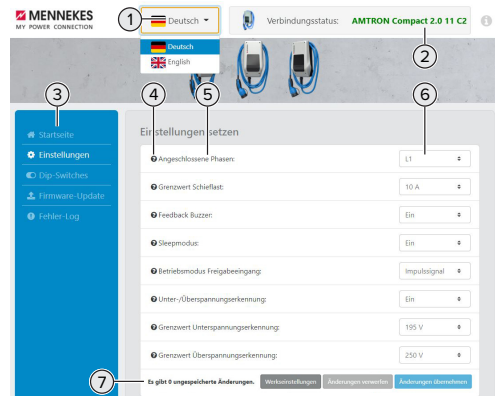 MENNEKES
MY POWER CONNECTION
1
Deutsch
Verbindungsstatus: AMTRON Compact 2.0 11 C2
Deutsch
English
2
3
4
5
6
Startseite
Einstellungen
Dip-Switches
Firmware-Update
Fehler-Log
Einstellungen setzen
Angeschlossene Phasen: L1
Grenzwert Schieflast: 10 A
Feedback Buzzer: Ein
Sleepmodus: Ein
Betriebsmodus Freigabeeingang: Impulssignal
Unter-/Überspannungserkennung: Ein
Grenzwert Unterspannungserkennung: 195 V
Grenzwert Überspannungserkennung: 250 V
7
Es gibt 0 ungespeicherte Änderungen. Werkseinstellungen Änderungen verwerfen Änderungen übernehmen